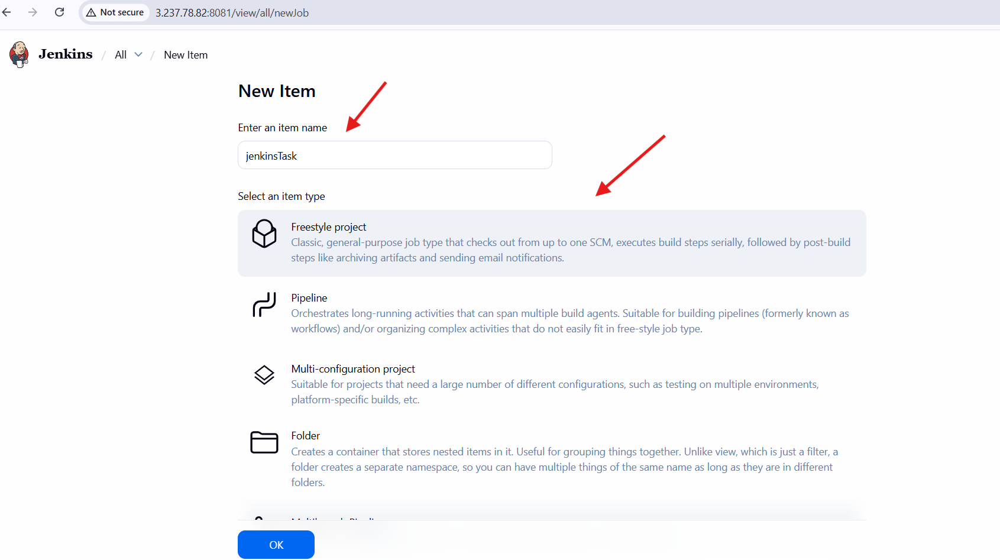 Not secure 3.237.78.82:8081/view/all/newJob
Jenkins / All / New Item
New Item
Enter an item name
jenkinsTask
Select an item type
Freestyle project
Classic, general-purpose job type that checks out from up to one SCM, executes build steps serially, followed by post-build
steps like archiving artifacts and sending email notifications.
Pipeline
Orchestrates long-running activities that can span multiple build agents. Suitable for building pipelines (formerly known as
workflows) and/or organizing complex activities that do not easily fit in free-style job type.
Multi-configuration project
Suitable for projects that need a large number of different configurations, such as testing on multiple environments,
platform-specific builds, etc.
Folder
Creates a container that stores nested items in it. Useful for grouping things together. Unlike view, which is just a filter, a
folder creates a separate namespace, so you can have multiple things of the same name as long as they are in different
folders.
OK